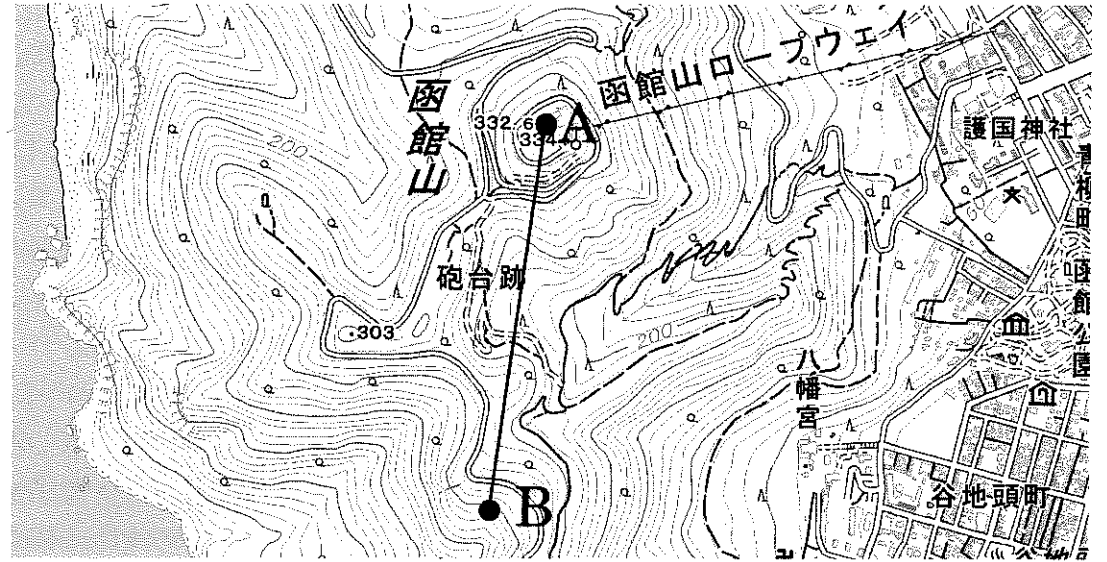 函館山ロープウェイ
函館山
332.6
A
334
護国神社
青柳町
200
砲台跡
函館公園
303
200
八幡宮
B
谷地頭町